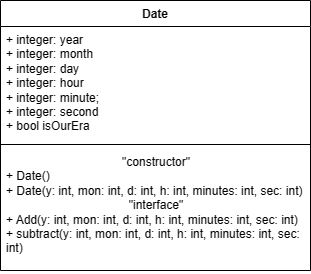 Date
+ integer: year
+ integer: month
+ integer: day
+ integer: hour
+ integer: minute;
+ integer: second
+ bool isOurEra
"constructor"
+ Date()
+ Date(y: int, mon: int, d: int, h: int, minutes: int, sec: int)
"interface"
+ Add(y: int, mon: int, d: int, h: int, minutes: int, sec: int)
+ subtract(y: int, mon: int, d: int, h: int, minutes: int, sec:
int)